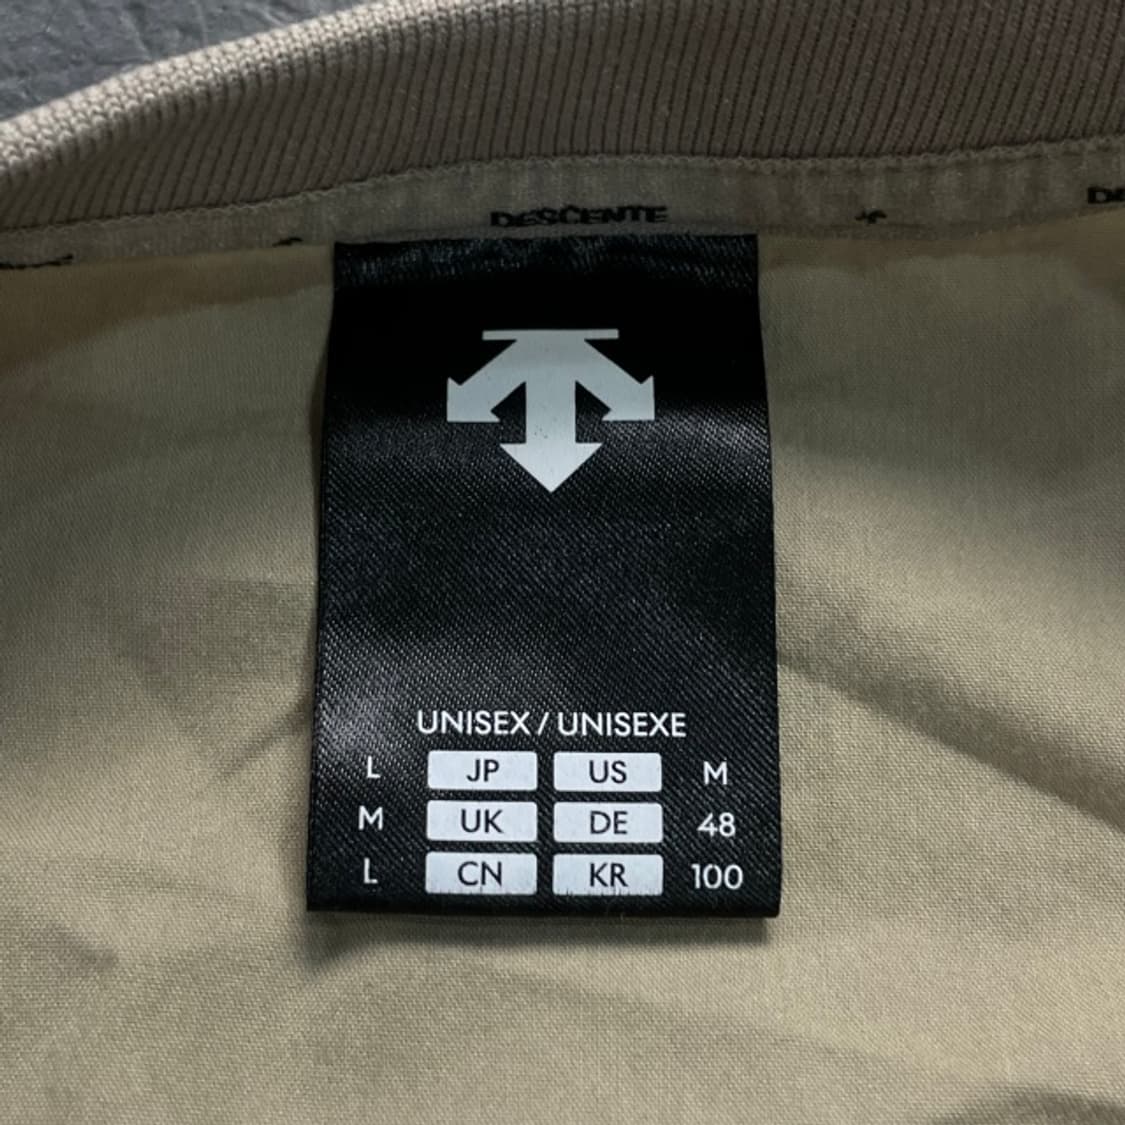 DESCENTE
UNISEX / UNISEXE
L JP US M
M UK DE 48
L CN KR 100